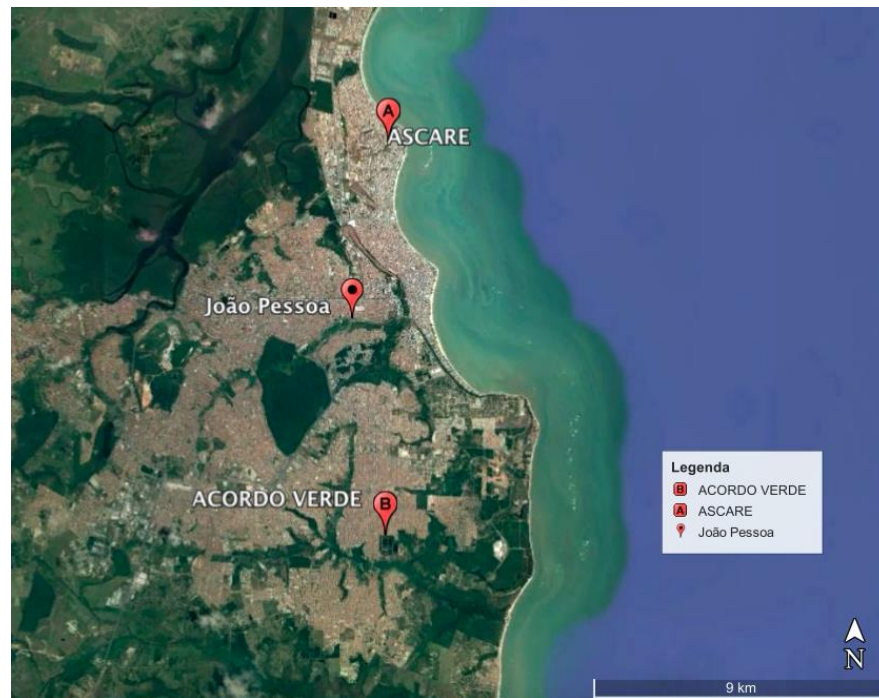 A
ASCARE
João Pessoa
ACORDO VERDE
B
Legenda
B ACORDO VERDE
A ASCARE
João Pessoa
N
9 km